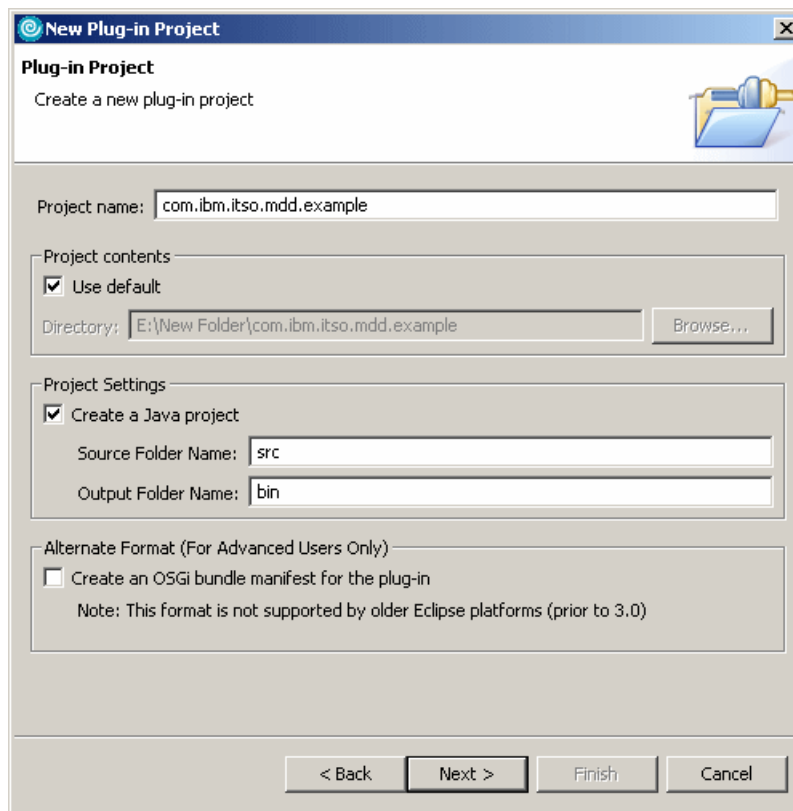 New Plug-in Project
Plug-in Project
Create a new plug-in project
Project name: com.ibm.itso.mdd.example
Project contents
Use default
Directory: E:\New Folder\com.ibm.itso.mdd.example Browse...
Project Settings
Create a Java project
Source Folder Name: src
Output Folder Name: bin
Alternate Format (For Advanced Users Only)
Create an OSGi bundle manifest for the plug-in
Note: This format is not supported by older Eclipse platforms (prior to 3.0)
< Back Next > Finish Cancel